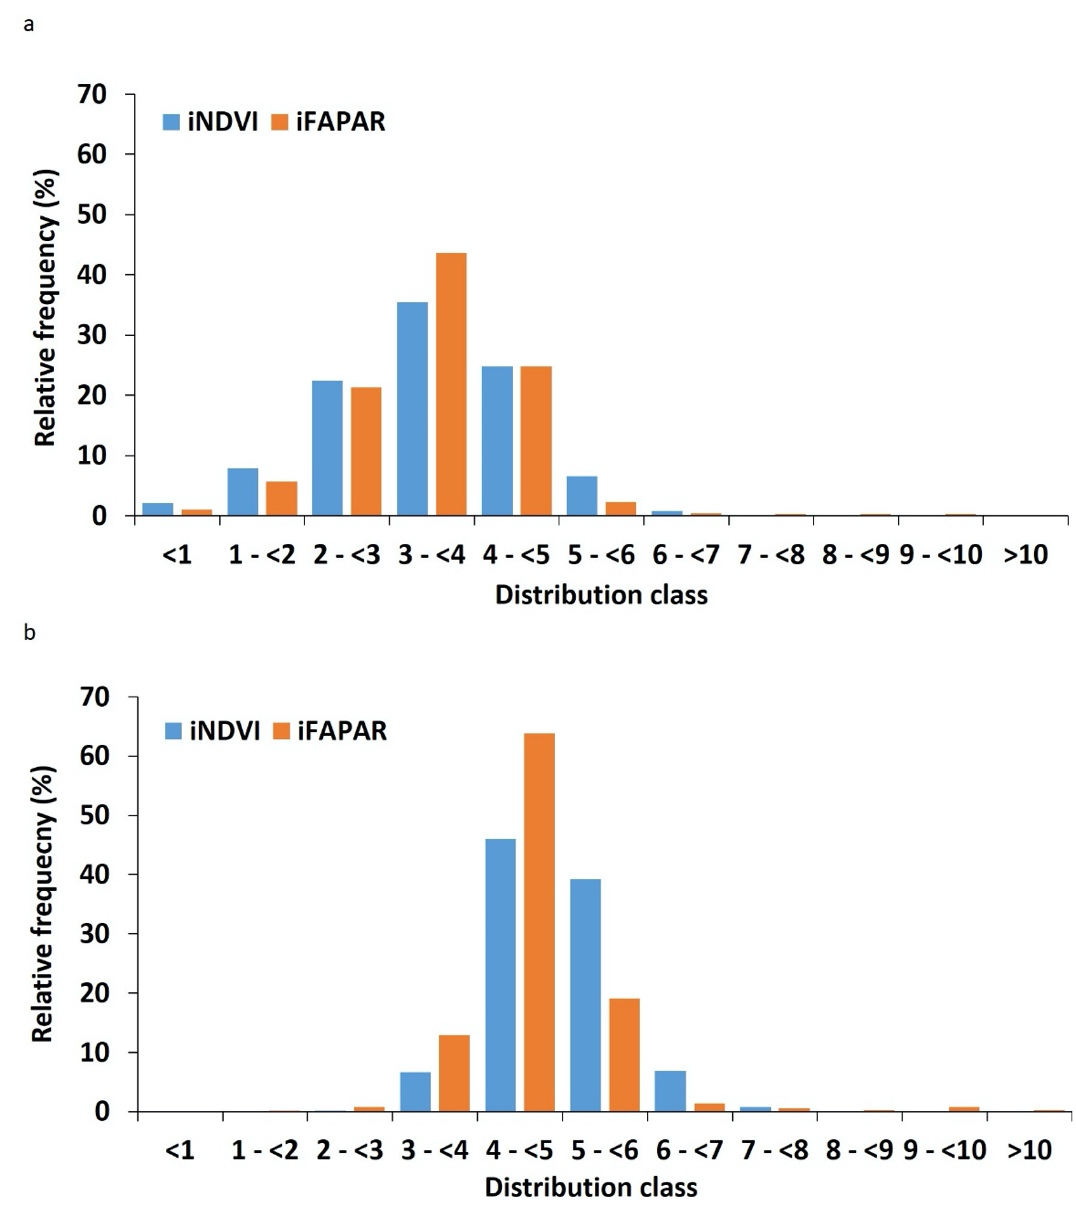 a
70
60
50
40
30
20
10
0
Relative frequency (%)
iNDVI iFAPAR
<1 1 - <2 2 - <3 3 - <4 4 - <5 5 - <6 6 - <7 7 - <8 8 - <9 9 - <10 >10
Distribution class
b
70
60
50
40
30
20
10
0
Relative frequecny (%)
iNDVI iFAPAR
<1 1 - <2 2 - <3 3 - <4 4 - <5 5 - <6 6 - <7 7 - <8 8 - <9 9 - <10 >10
Distribution class